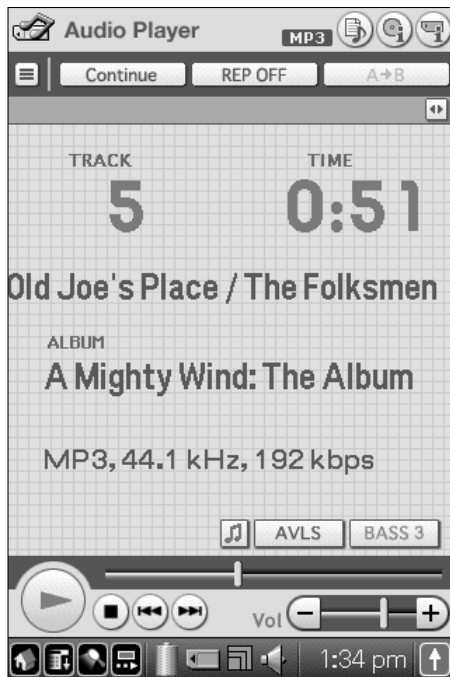 Audio Player
MP3
Continue
REP OFF
A→B
TRACK
TIME
5
0:51
Old Joe's Place / The Folksmen
ALBUM
A Mighty Wind: The Album
MP3, 44.1 kHz, 192 kbps
AVLS
BASS 3
Vol
1:34 pm